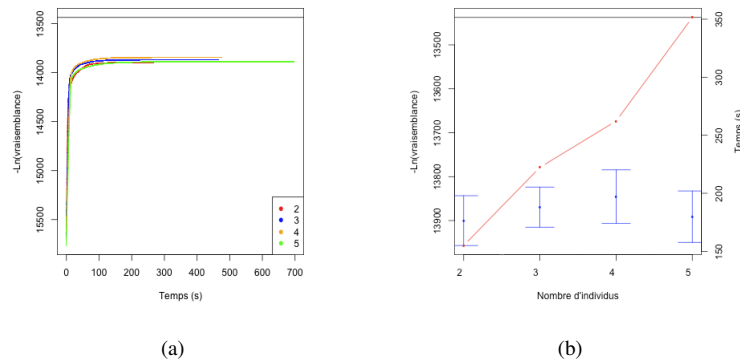 -Ln(vraisemblance)
13500
14000
14500
15000
15500
0 100 200 300 400 500 600 700
Temps (s)
2
3
4
5
(a)
-Ln(vraisemblance)
13500
13600
13700
13800
13900
2 3 4 5
Nombre d'individus
350
300
250
200
150
Temps (s)
(b)